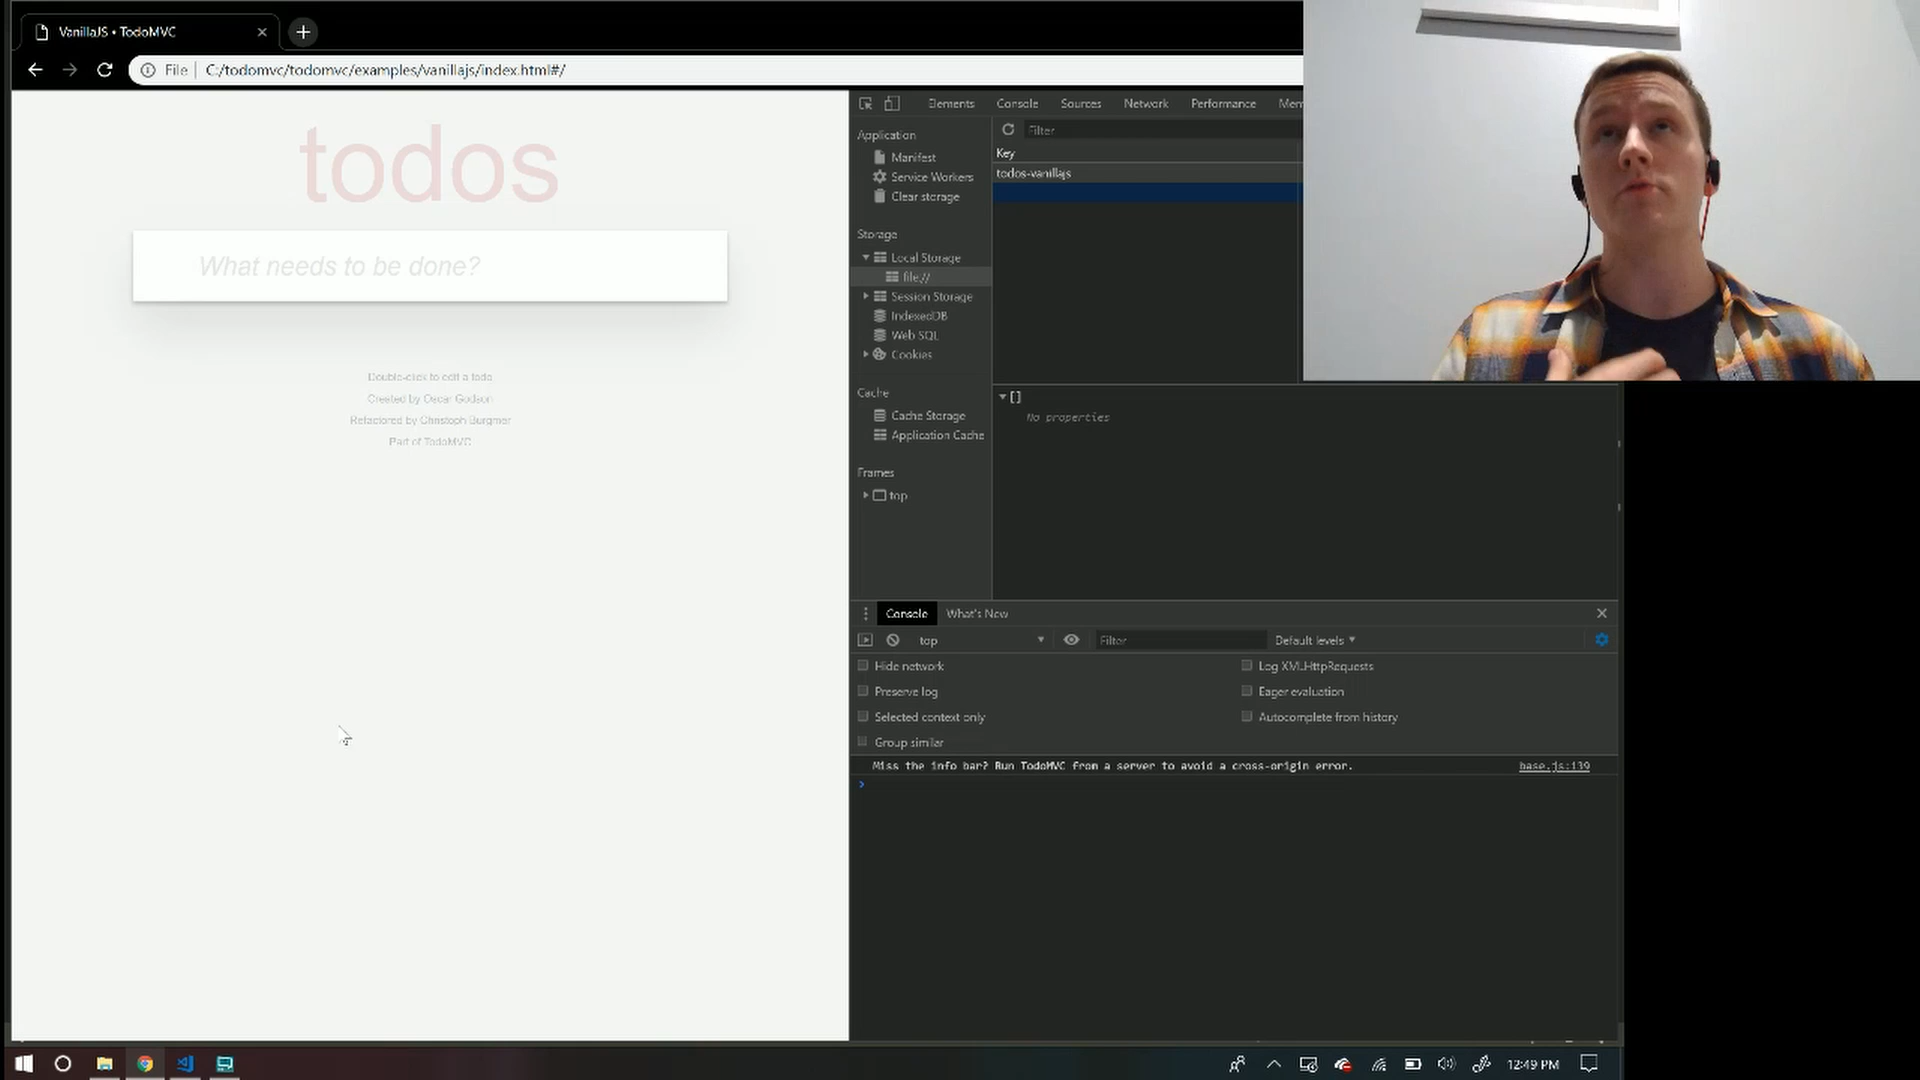 VanillaJS • TodoMVC
File
C:/todomvc/todomvc/examples/vanillajs/index.html#/
todos
What needs to be done?
Double-click to edit a todo
Created by Oscar Godson
Refactored by Christoph Burgmer
Part of TodoMVC
Elements Console Sources Network Performance Mem
Application
Manifest
Service Workers
Clear storage
Storage
Local Storage
file://
Session Storage
IndexedDB
Web SQL
Cookies
Cache
Cache Storage
Application Cache
Frames
top
Filter
Key
todos-vanillajs
[]
No properties
Console What's New
top Filter Default levels
Hide network Log XMLHttpRequests
Preserve log Eager evaluation
Selected context only Autocomplete from history
Group similar
Miss the info bar? Run TodoMVC from a server to avoid a cross-origin error. base.js:139
12:49 PM